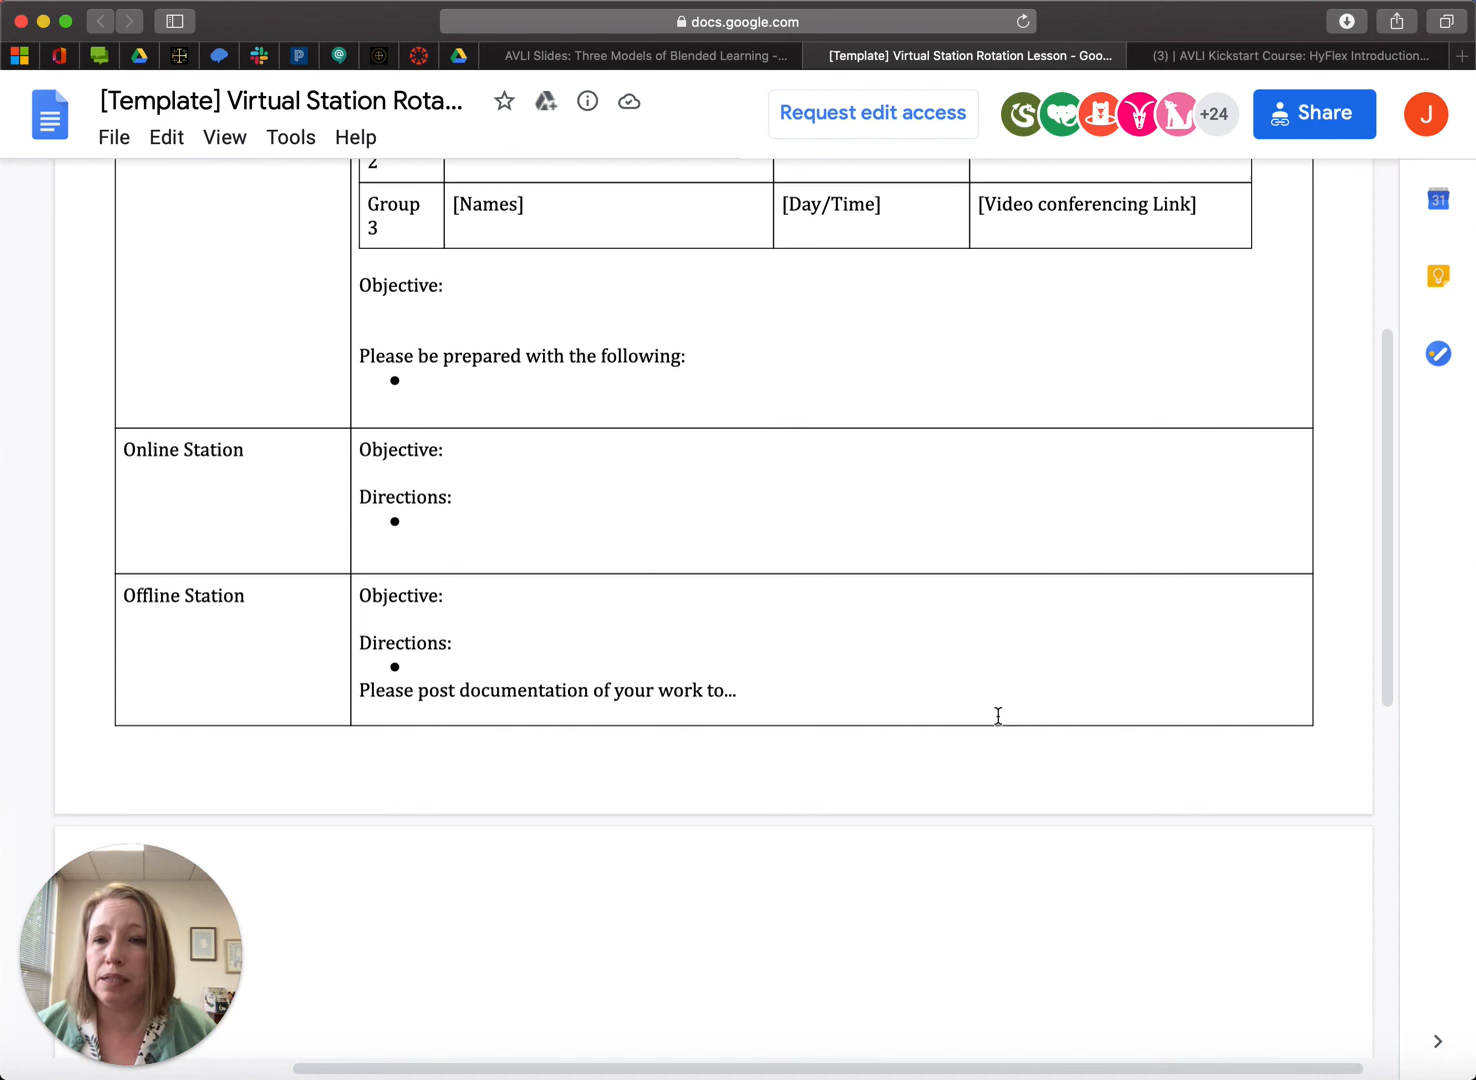 docs.google.com
AVLI Slides: Three Models of Blended Learning -...
[Template] Virtual Station Rotation Lesson - Goo...
(3) | AVLI Kickstart Course: HyFlex Introduction...
[Template] Virtual Station Rota...
File Edit View Tools Help
Request edit access
+24
Share
J
2
Group
3
[Names]
[Day/Time]
[Video conferencing Link]
Objective:
Please be prepared with the following:
●
Online Station
Objective:
Directions:
●
Offline Station
Objective:
Directions:
●
Please post documentation of your work to...
31